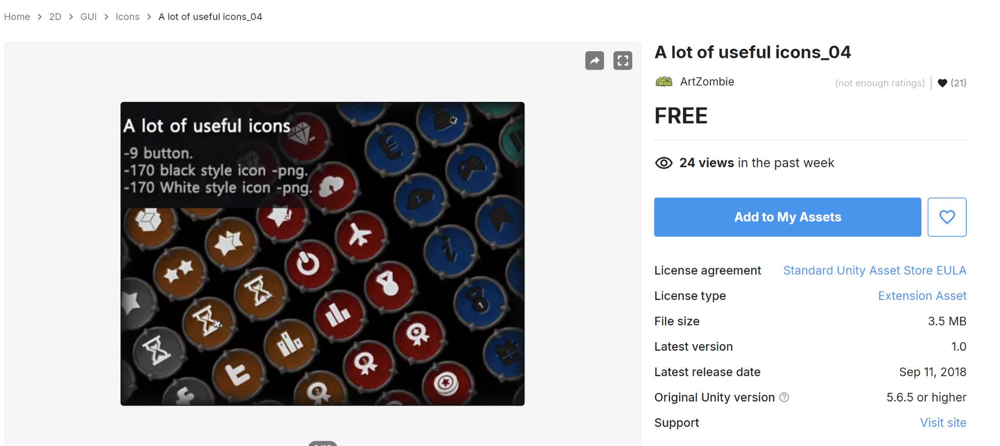 Home > 2D > GUI > Icons > A lot of useful icons_04
A lot of useful icons
-9 button.
-170 black style icon -png.
-170 White style icon -png.
A lot of useful icons_04
ArtZombie
(not enough ratings)
(21)
FREE
24 views in the past week
Add to My Assets
License agreement Standard Unity Asset Store EULA
License type Extension Asset
File size 3.5 MB
Latest version 1.0
Latest release date Sep 11, 2018
Original Unity version ? 5.6.5 or higher
Support Visit site